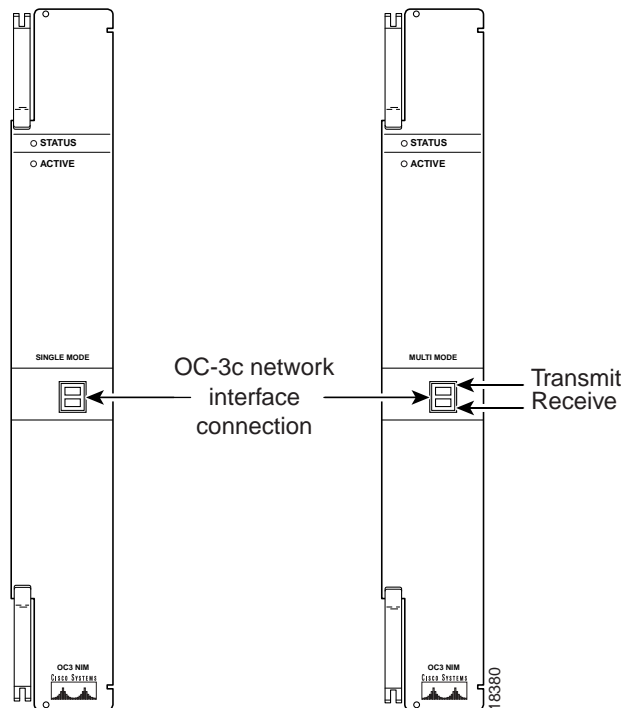 STATUS
ACTIVE
STATUS
ACTIVE
SINGLE MODE
MULTI MODE
OC-3c network
interface
connection
Transmit
Receive
OC3 NIM
CISCO SYSTEMS
OC3 NIM
CISCO SYSTEMS
18380